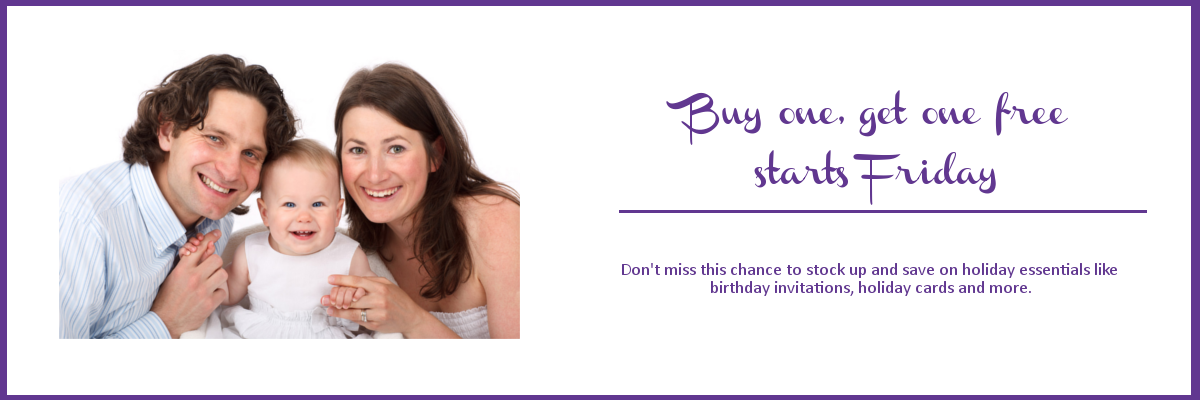 Buy one, get one free
starts Friday
Don't miss this chance to stock up and save on holiday essentials like
birthday invitations, holiday cards and more.